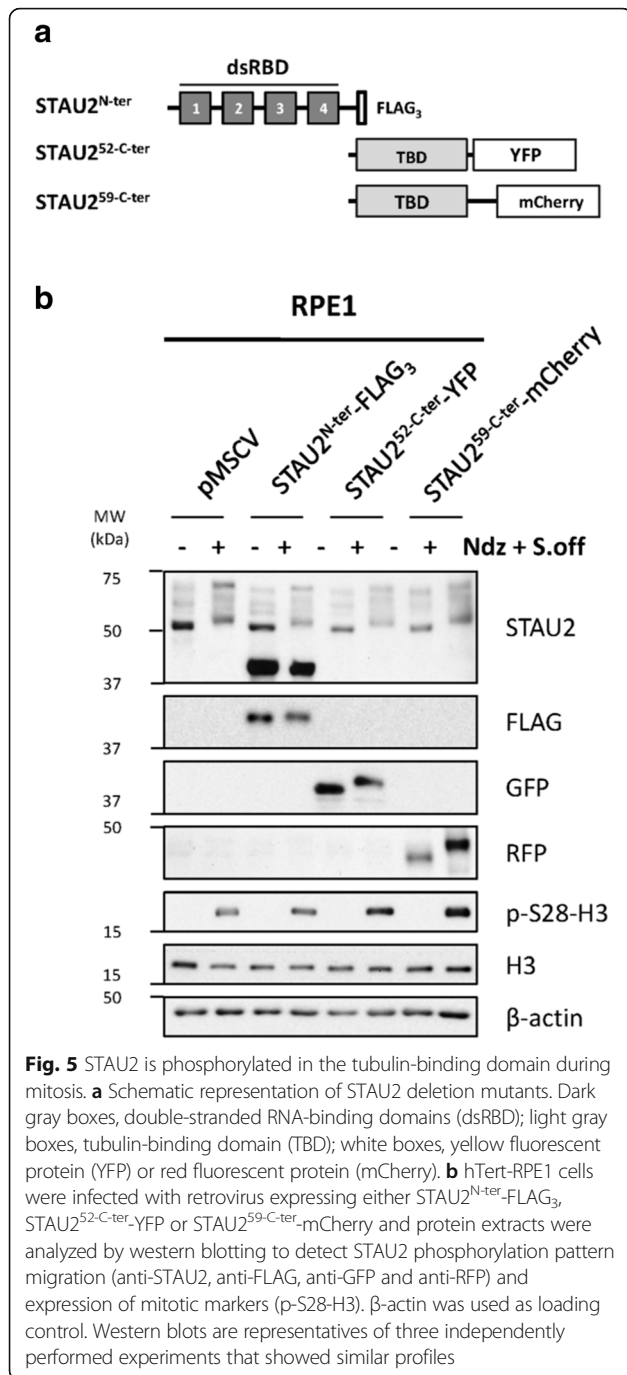 a
dsRBD
STAU2N-ter 1 2 3 4 FLAG3
STAU252-C-ter TBD YFP
STAU259-C-ter TBD mCherry
b
RPE1
pMSCV STAU2N-ter-FLAG3 STAU252-C-ter-YFP STAU259-C-ter-mCherry
MW
(kDa)
- + - + - + - + Ndz + S.off
75
50 STAU2
37
FLAG
37
GFP
37
50
RFP
p-S28-H3
15
H3
15
50
β-actin
Fig. 5 STAU2 is phosphorylated in the tubulin-binding domain during
mitosis. a Schematic representation of STAU2 deletion mutants. Dark
gray boxes, double-stranded RNA-binding domains (dsRBD); light gray
boxes, tubulin-binding domain (TBD); white boxes, yellow fluorescent
protein (YFP) or red fluorescent protein (mCherry). b hTert-RPE1 cells
were infected with retrovirus expressing either STAU2N-ter-FLAG3,
STAU252-C-ter-YFP or STAU259-C-ter-mCherry and protein extracts were
analyzed by western blotting to detect STAU2 phosphorylation pattern
migration (anti-STAU2, anti-FLAG, anti-GFP and anti-RFP) and
expression of mitotic markers (p-S28-H3). β-actin was used as loading
control. Western blots are representatives of three independently
performed experiments that showed similar profiles